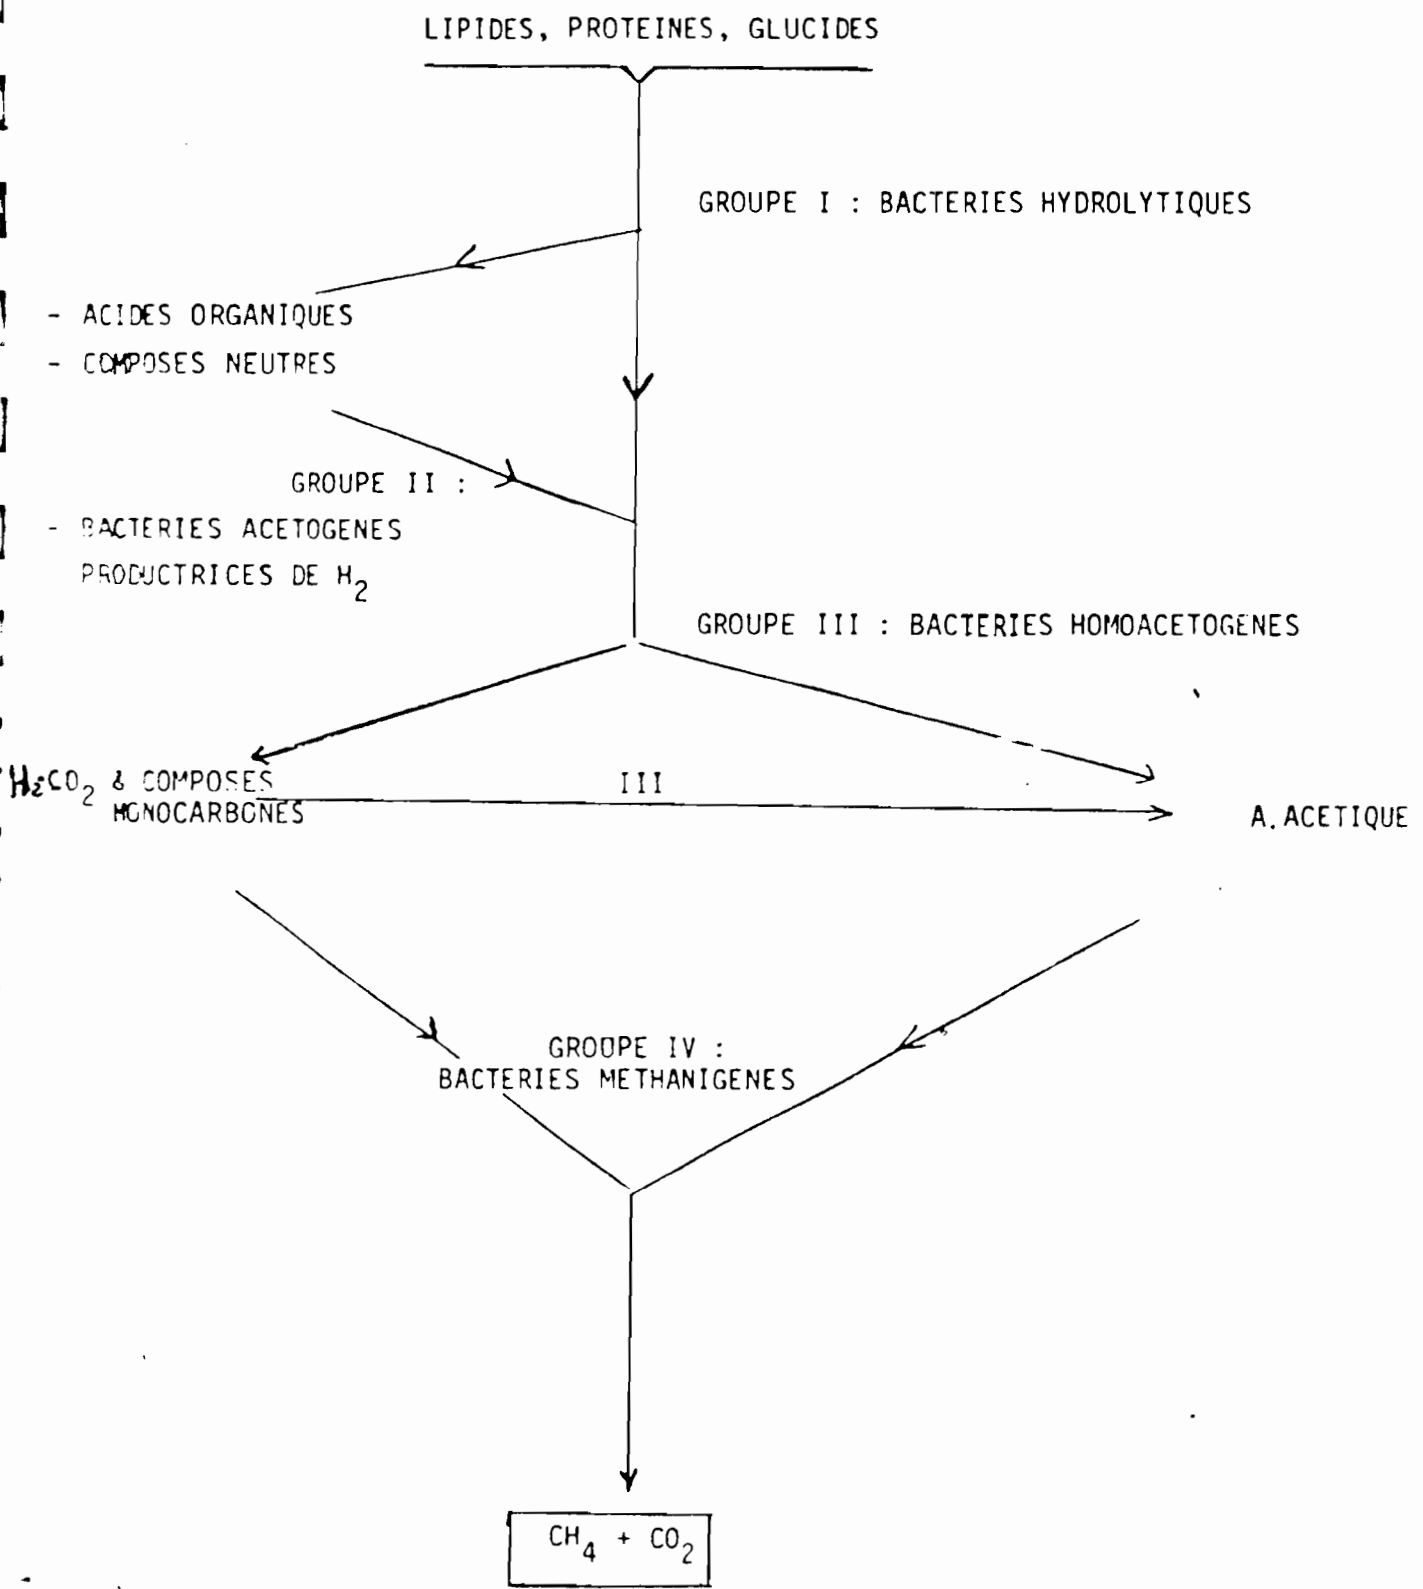 LIPIDES, PROTEINES, GLUCIDES
GROUPE I : BACTERIES HYDROLYTIQUES
- ACIDES ORGANIQUES
- COMPOSES NEUTRES
GROUPE II :
- BACTERIES ACETOGENES
PRODUCTRICES DE H₂
GROUPE III : BACTERIES HOMOACETOGENES
H₂CO₂ & COMPOSES
MONOCARBONES
III
A. ACETIQUE
GROUPE IV :
BACTERIES METHANIGENES
CH₄ + CO₂